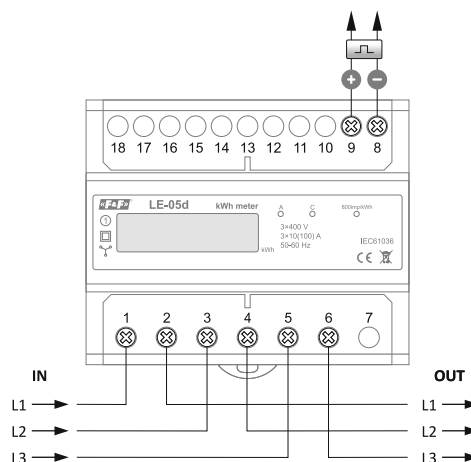 + −
18 17 16 15 14 13 12 11 10 9 8
F&F LE-05d kWh meter A C 800imp/kWh
1
3×400 V
3×10(100) A
50-60 Hz
kWh
IEC61036
CE
1 2 3 4 5 6 7
IN OUT
L1 L1
L2 L2
L3 L3